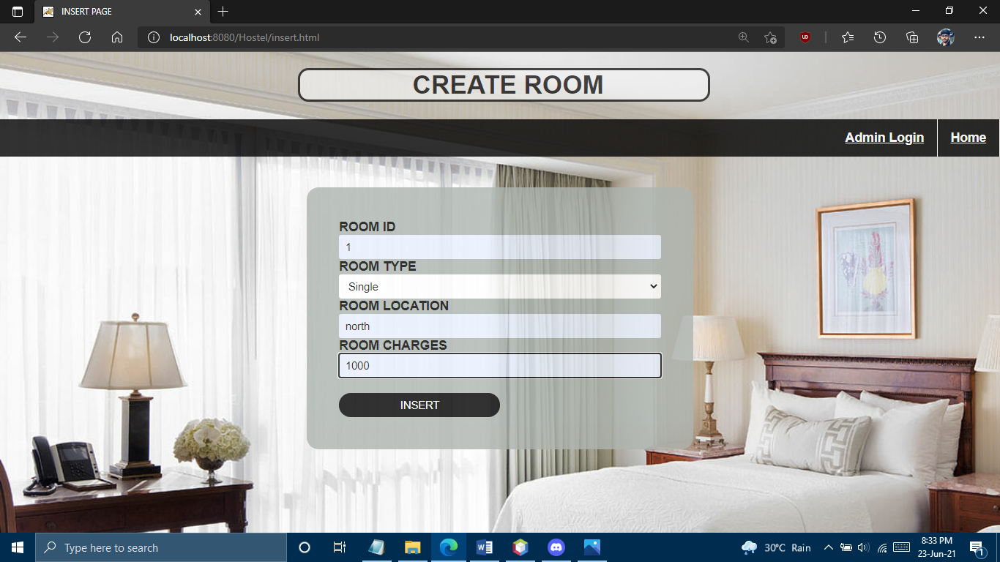 INSERT PAGE
localhost:8080/Hostel/insert.html
CREATE ROOM
Admin Login
Home
ROOM ID
1
ROOM TYPE
Single
ROOM LOCATION
north
ROOM CHARGES
1000
INSERT
Type here to search
30°C Rain
8:33 PM
23-Jun-21
1